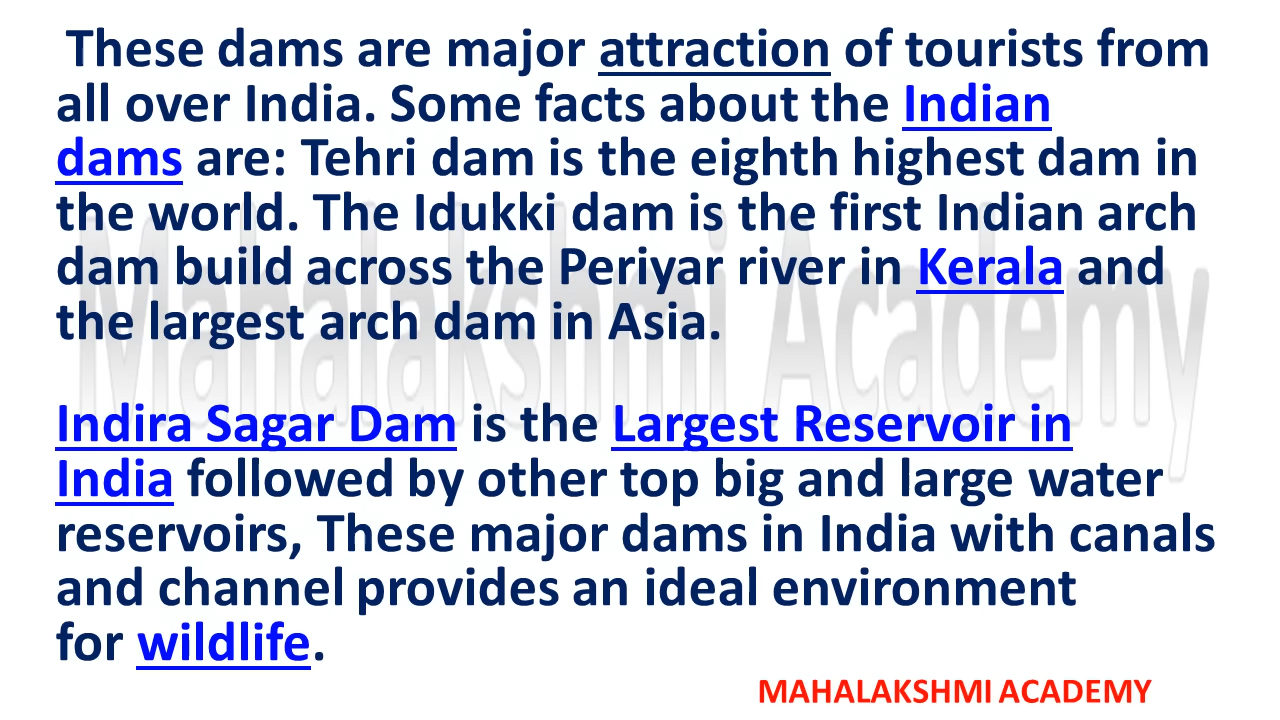 These dams are major attraction of tourists from
all over India. Some facts about the Indian
dams are: Tehri dam is the eighth highest dam in
the world. The Idukki dam is the first Indian arch
dam build across the Periyar river in Kerala and
the largest arch dam in Asia.
Indira Sagar Dam is the Largest Reservoir in
India followed by other top big and large water
reservoirs, These major dams in India with canals
and channel provides an ideal environment
for wildlife.
Mahalakshmi Academy
MAHALAKSHMI ACADEMY